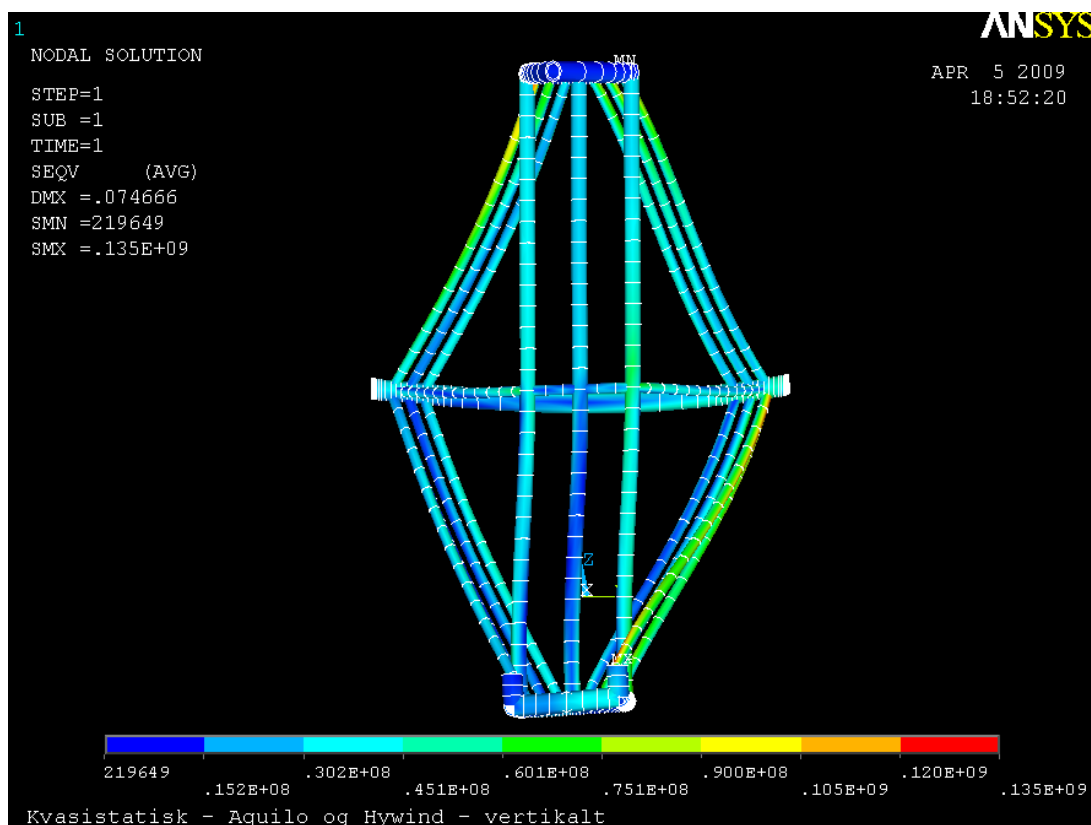 1
ANSYS
NODAL SOLUTION
APR 5 2009
18:52:20
STEP=1
SUB =1
TIME=1
SEQV (AVG)
DMX =.074666
SMN =219649
SMX =.135E+09
MN
Z
X
MX
219649 .302E+08 .601E+08 .900E+08 .120E+09
.152E+08 .451E+08 .751E+08 .105E+09 .135E+09
Kvasistatisk - Aquilo og Hywind - vertikalt